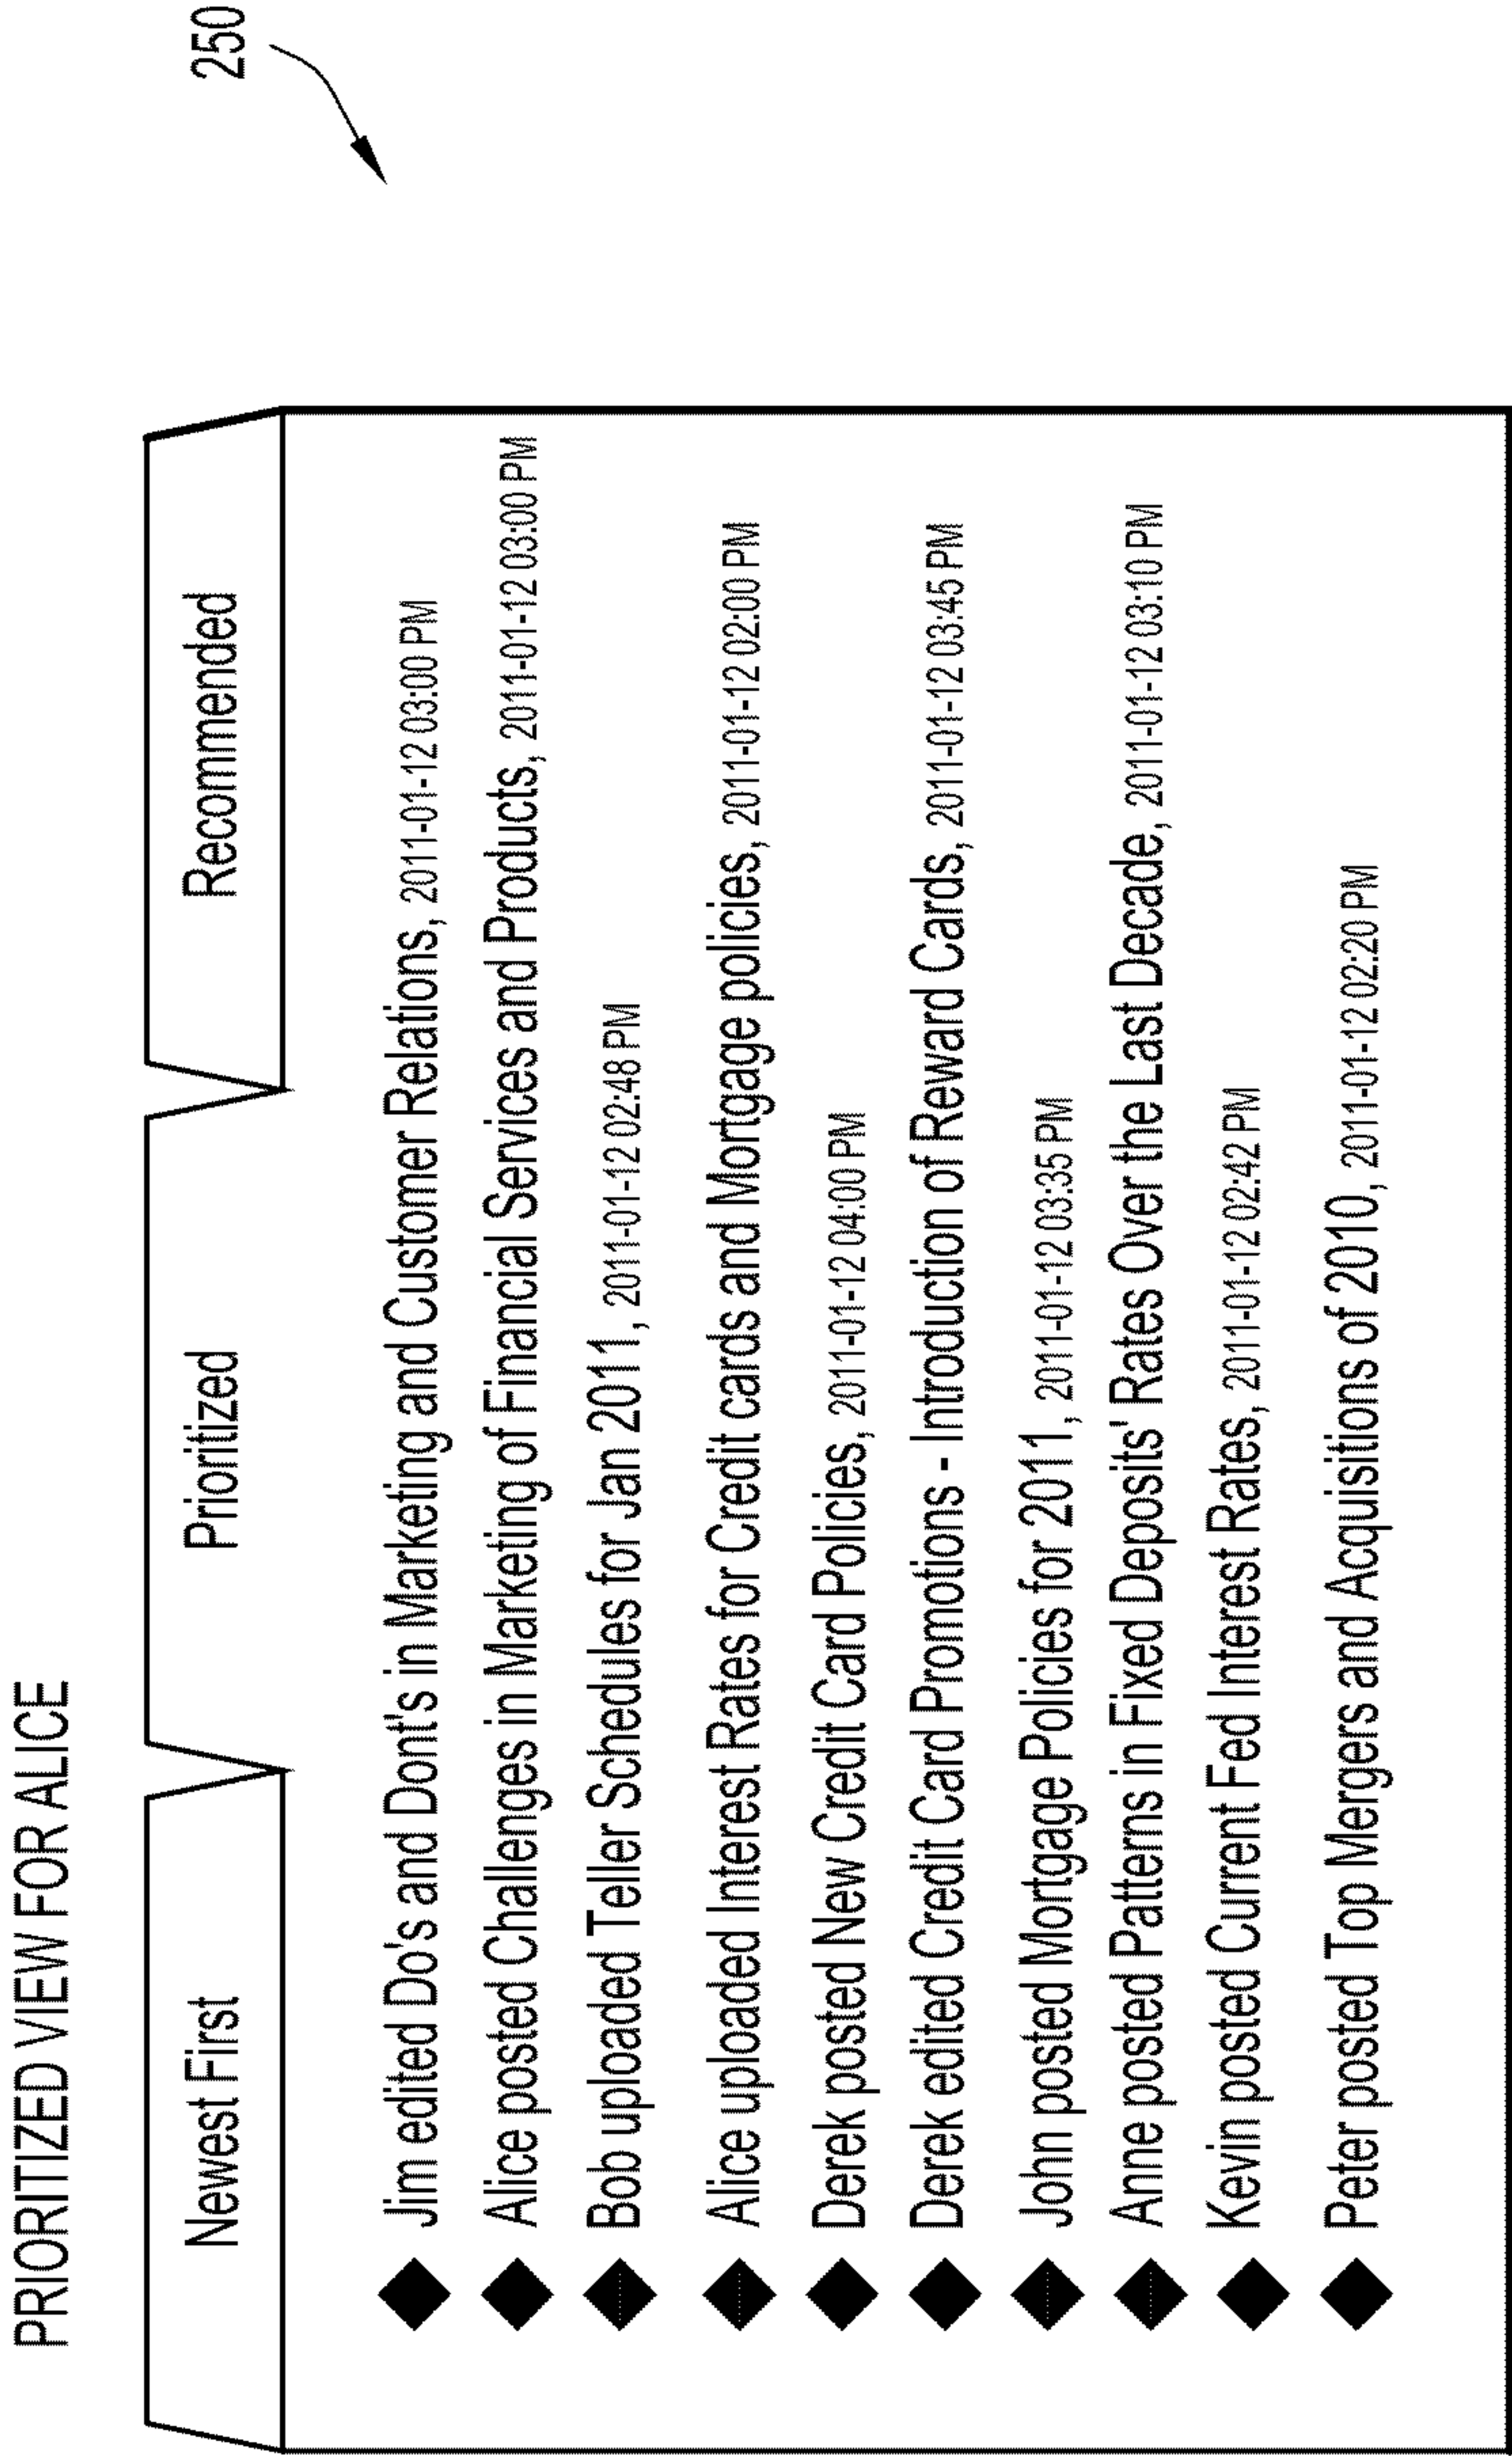 PRIORITIZED VIEW FOR ALICE
250
Newest First
Prioritized
Recommended
Jim edited Do's and Dont's in Marketing and Customer Relations, 2011-01-12 03:00 PM
Alice posted Challenges in Marketing of Financial Services and Products, 2011-01-12 03:00 PM
Bob uploaded Teller Schedules for Jan 2011, 2011-01-12 02:48 PM
Alice uploaded Interest Rates for Credit cards and Mortgage policies, 2011-01-12 02:00 PM
Derek posted New Credit Card Policies, 2011-01-12 04:00 PM
Derek edited Credit Card Promotions - Introduction of Reward Cards, 2011-01-12 03:45 PM
John posted Mortgage Policies for 2011, 2011-01-12 03:35 PM
Anne posted Patterns in Fixed Deposits' Rates Over the Last Decade, 2011-01-12 03:10 PM
Kevin posted Current Fed Interest Rates, 2011-01-12 02:42 PM
Peter posted Top Mergers and Acquisitions of 2010, 2011-01-12 02:20 PM